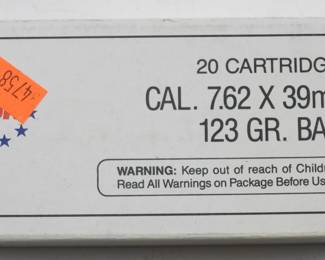 4758
20 CARTRIDG
CAL. 7.62 X 39m
123 GR. BA
WARNING: Keep out of reach of Childr
Read All Warnings on Package Before Us